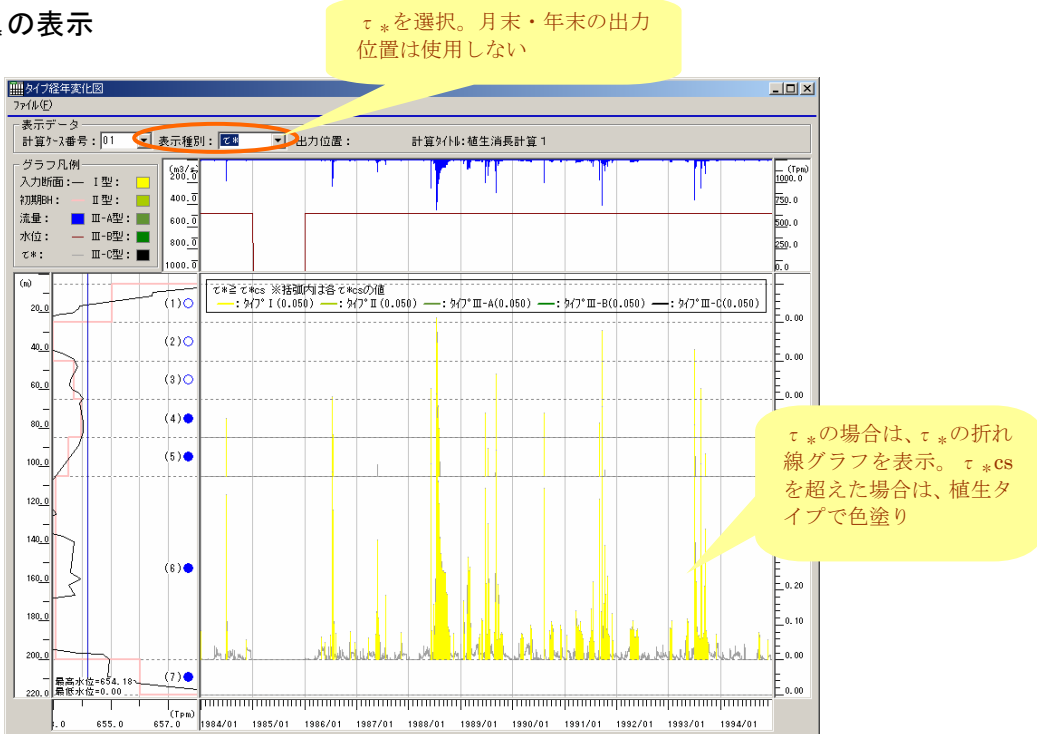 *の表示
τ*を選択。月末・年末の出力
位置は使用しない
タイプ経年変化図
ファイル(F)
表示データ
計算ケース番号: 01 表示種別: τ* 出力位置: 計算タイトル:植生消長計算1
グラフ凡例
入力断面:― Ⅰ型:
初期BH: Ⅱ型:
流量: Ⅲ-A型:
水位: ― Ⅲ-B型:
τ*: ― Ⅲ-C型:
200.0
400.0
600.0
800.0
1000.0
(Tpm)
1000.0
750.0
500.0
250.0
0.0
(m)
20.0
40.0
60.0
80.0
100.0
120.0
140.0
160.0
180.0
200.0
220.0
(1)
(2)
(3)
(4)
(5)
(6)
(7)
最高水位=654.18
最低水位=0.00
τ*≧τ*cs ※括弧内は各τ*csの値
―:タイプⅠ(0.050) ―:タイプⅡ(0.050) ―:タイプⅢ-A(0.050) ―:タイプⅢ-B(0.050) ―:タイプⅢ-C(0.050)
0.00
0.00
0.00
0.20
0.10
0.00
0.00
τ*の場合は、τ*の折れ
線グラフを表示。τ*cs
を超えた場合は、植生タ
イプで色塗り
(Tpm)
655.0 657.0
1984/01 1985/01 1986/01 1987/01 1988/01 1989/01 1990/01 1991/01 1992/01 1993/01 1994/01